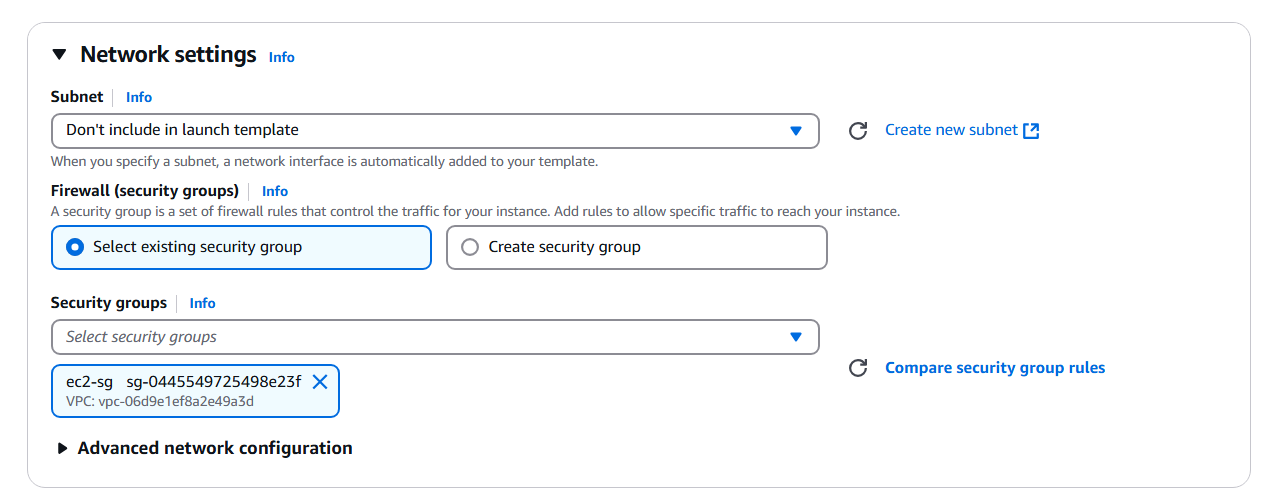 Network settings Info
Subnet Info
Don't include in launch template
Create new subnet
When you specify a subnet, a network interface is automatically added to your template.
Firewall (security groups) Info
A security group is a set of firewall rules that control the traffic for your instance. Add rules to allow specific traffic to reach your instance.
Select existing security group
Create security group
Security groups Info
Select security groups
Compare security group rules
ec2-sg sg-0445549725498e23f
VPC: vpc-06d9e1ef8a2e49a3d
Advanced network configuration